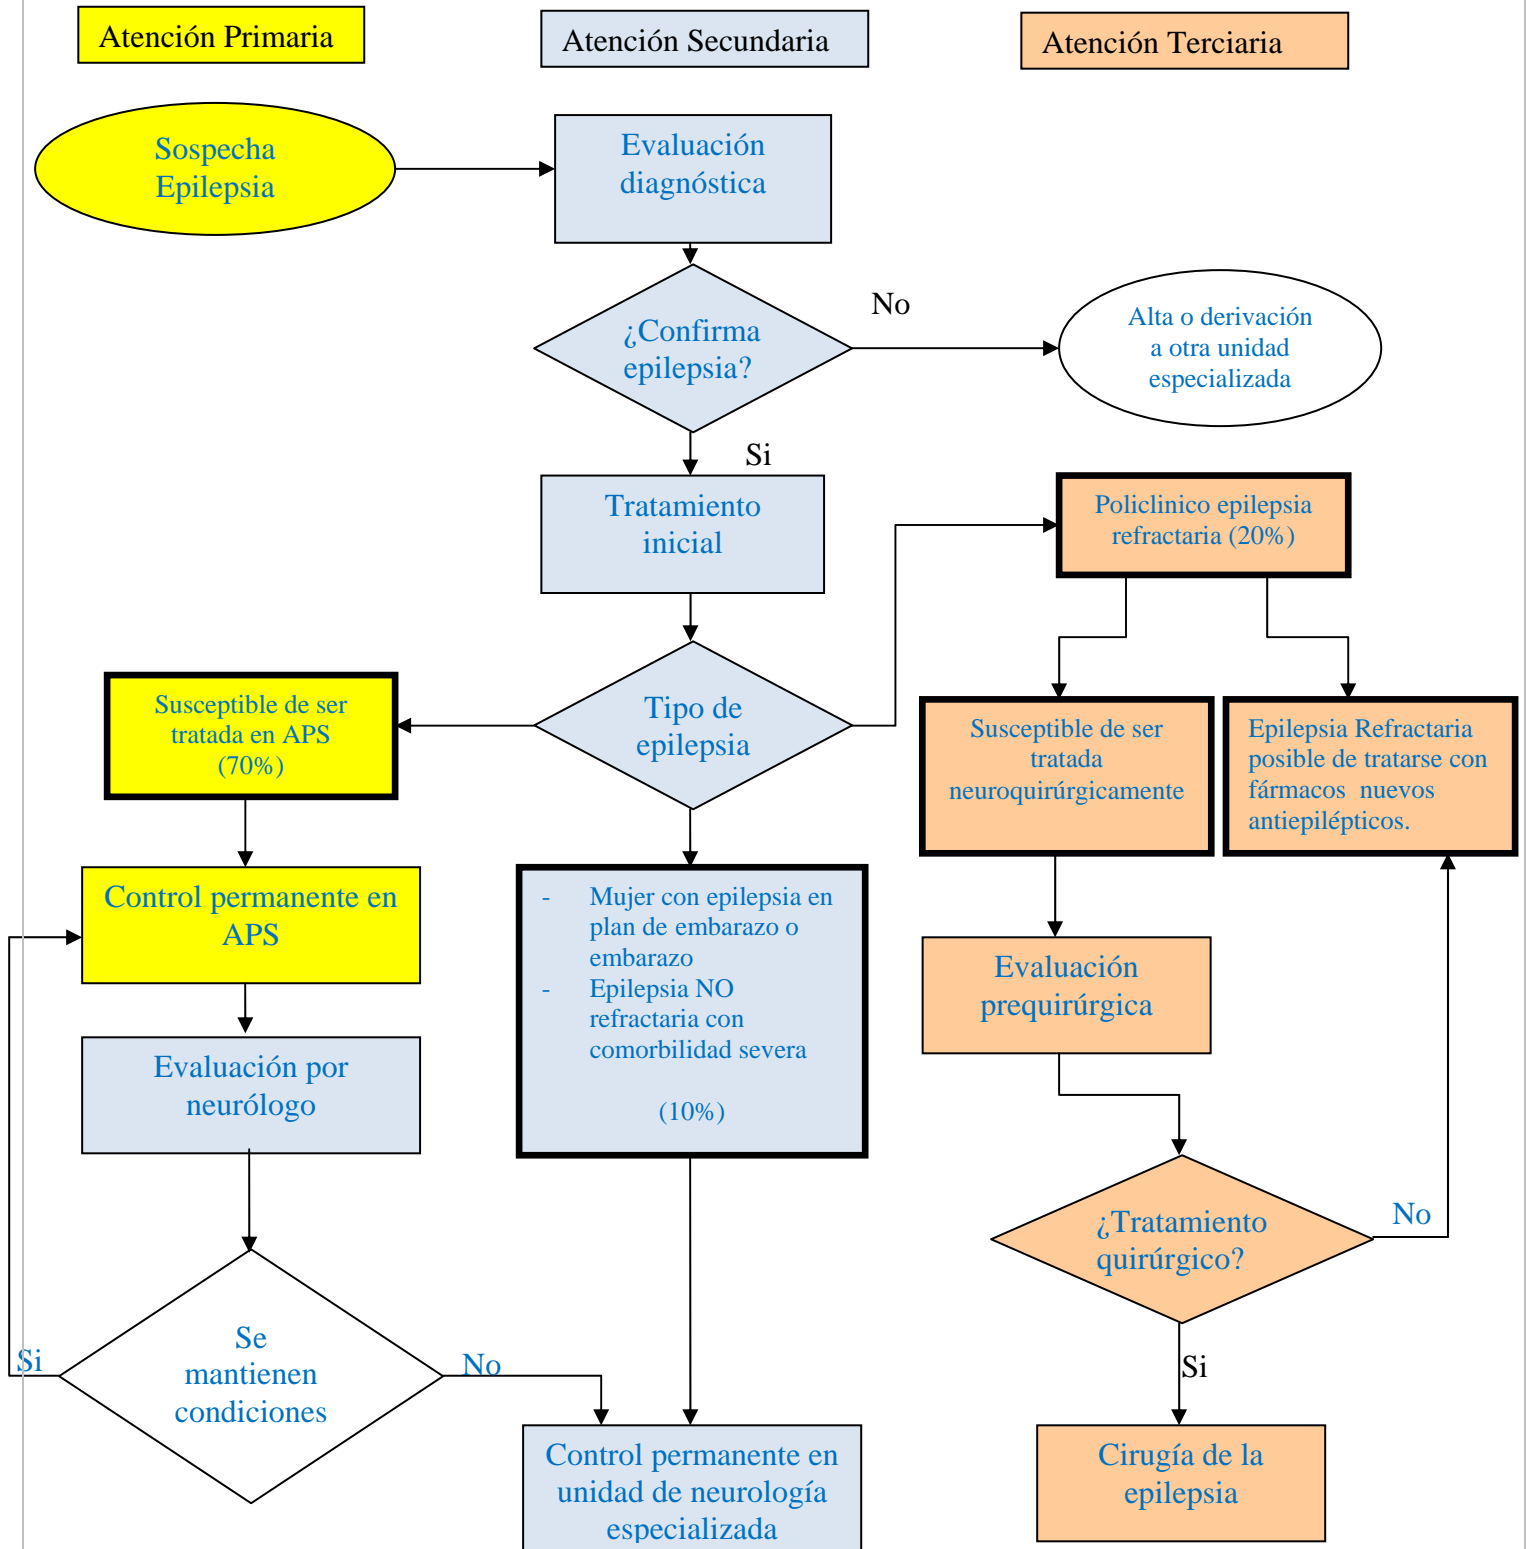 Atención Primaria
Atención Secundaria
Atención Terciaria
Sospecha
Epilepsia
Evaluación
diagnóstica
¿Confirma
epilepsia?
No
Alta o derivación
a otra unidad
especializada
Si
Tratamiento
inicial
Policlinico epilepsia
refractaria (20%)
Tipo de
epilepsia
Susceptible de ser
tratada en APS
(70%)
Susceptible de ser
tratada
neuroquirúrgicamente
Epilepsia Refractaria
posible de tratarse con
fármacos nuevos
antiepilépticos.
Control permanente en
APS
- Mujer con epilepsia en
plan de embarazo o
embarazo
- Epilepsia NO
refractaria con
comorbilidad severa
(10%)
Evaluación
prequirúrgica
Evaluación por
neurólogo
¿Tratamiento
quirúrgico?
No
Se
mantienen
condiciones
Si
No
Si
Control permanente en
unidad de neurología
especializada
Cirugía de la
epilepsia